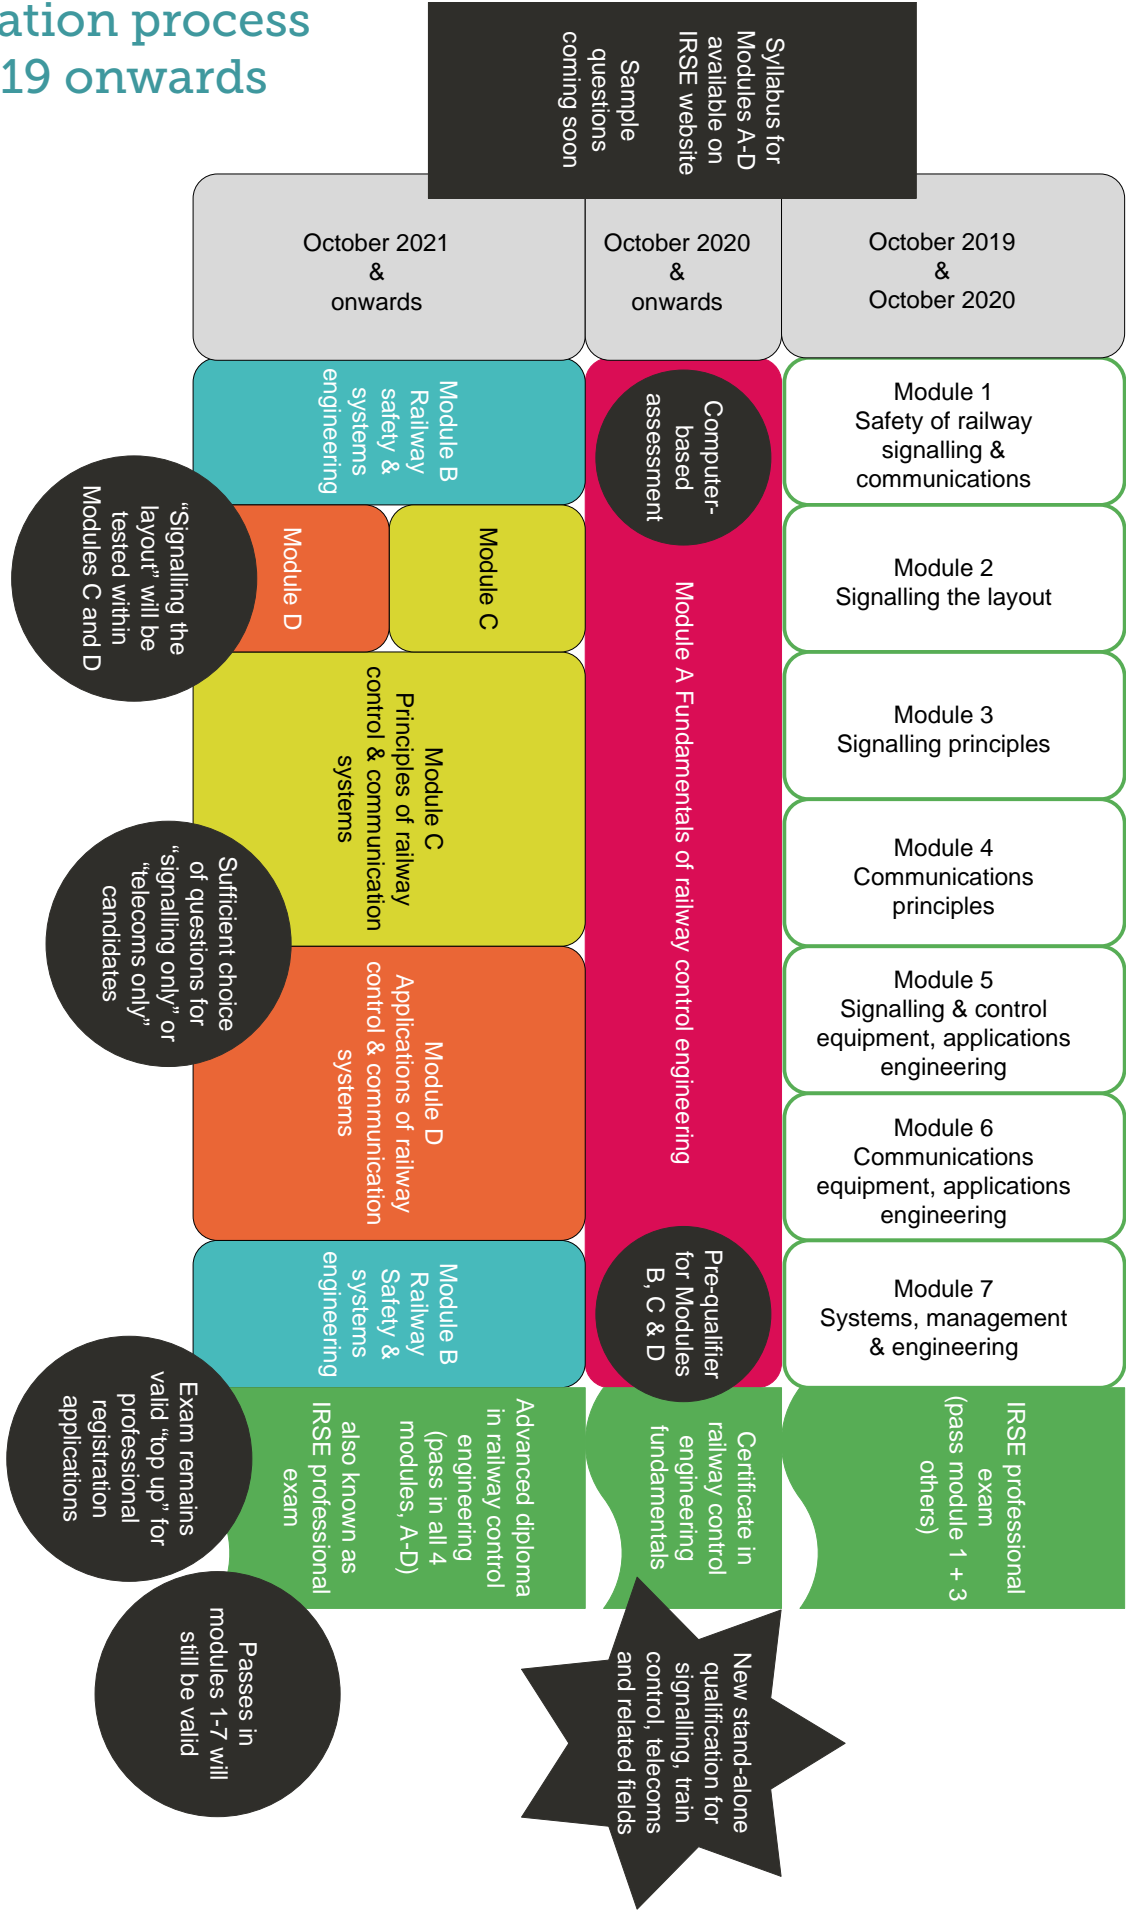 ation process
19 onwards
Syllabus for
Modules A-D
available on
IRSE website
Sample
questions
coming soon
October 2019
&
October 2020
Module 1
Safety of railway
signalling &
communications
Module 2
Signalling the layout
Module 3
Signalling principles
Module 4
Communications
principles
Module 5
Signalling & control
equipment, applications
engineering
Module 6
Communications
equipment, applications
engineering
Module 7
Systems, management
& engineering
IRSE professional
exam
(pass module 1 + 3
others)
October 2020
&
onwards
Computer-
based
assessment
Module A Fundamentals of railway control engineering
Pre-qualifier
for Modules
B, C & D
Certificate in
railway control
engineering
fundamentals
New stand-alone
qualification for
signalling, train
control, telecoms
and related fields
October 2021
&
onwards
Module B
Railway
safety &
systems
engineering
Module C
Module D
Module C
Principles of railway
control & communication
systems
Module D
Applications of railway
control & communication
systems
Module B
Railway
Safety &
systems
engineering
Advanced diploma
in railway control
engineering
(pass in all 4
modules, A-D)
also known as
IRSE professional
exam
“Signalling the
layout” will be
tested within
Modules C and D
Sufficient choice
of questions for
“signalling only” or
“telecoms only”
candidates
Exam remains
valid “top up” for
professional
registration
applications
Passes in
modules 1-7 will
still be valid